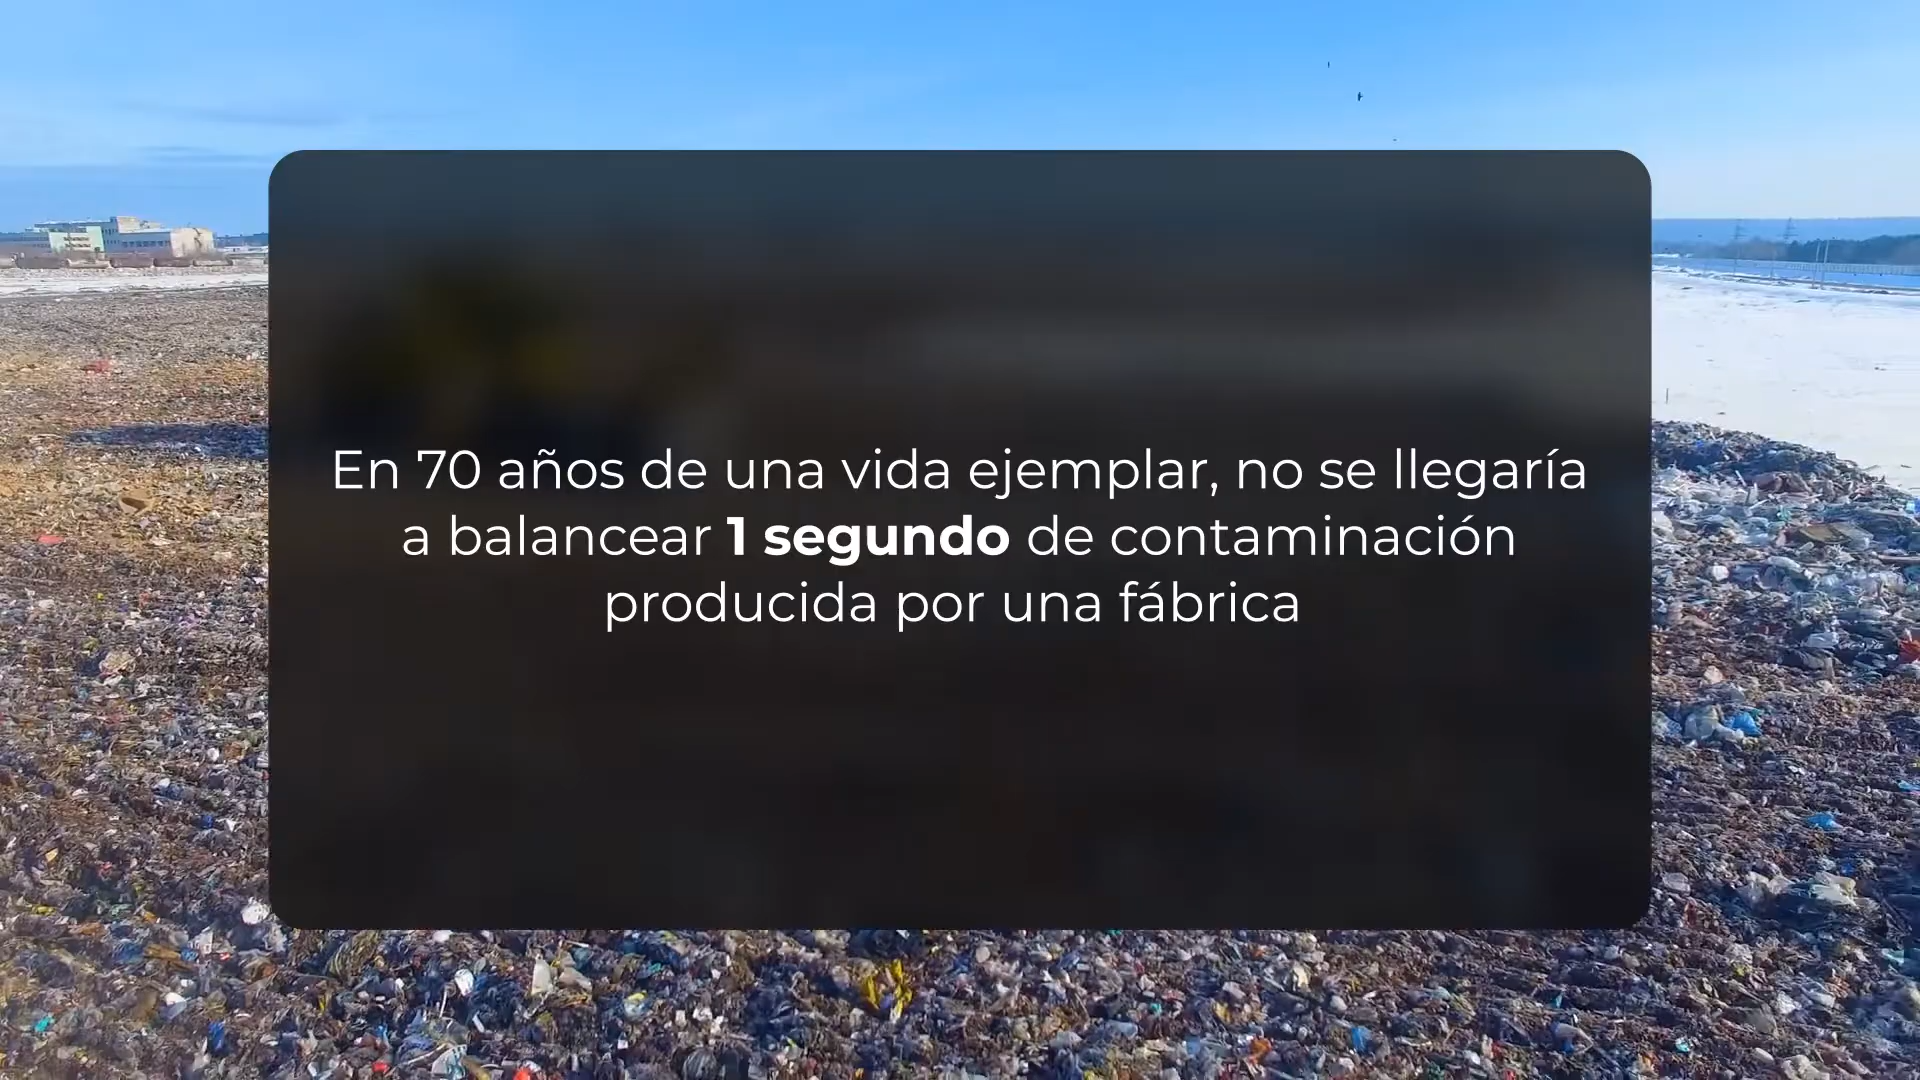 En 70 años de una vida ejemplar, no se llegaría
a balancear 1 segundo de contaminación
producida por una fábrica